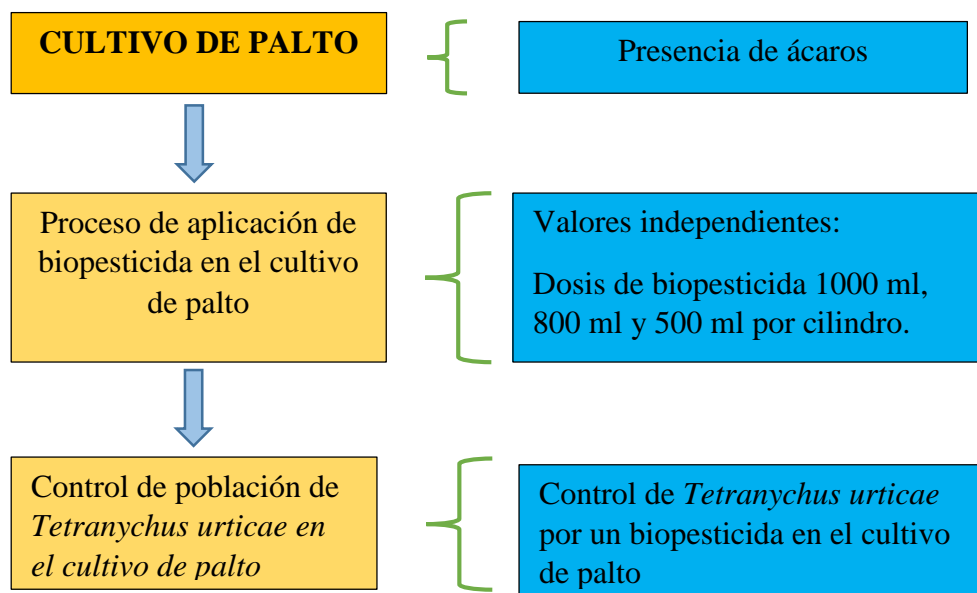 CULTIVO DE PALTO
Presencia de ácaros
Proceso de aplicación de
biopesticida en el cultivo
de palto
Valores independientes:
Dosis de biopesticida 1000 ml,
800 ml y 500 ml por cilindro.
Control de población de
Tetranychus urticae en
el cultivo de palto
Control de Tetranychus urticae
por un biopesticida en el cultivo
de palto